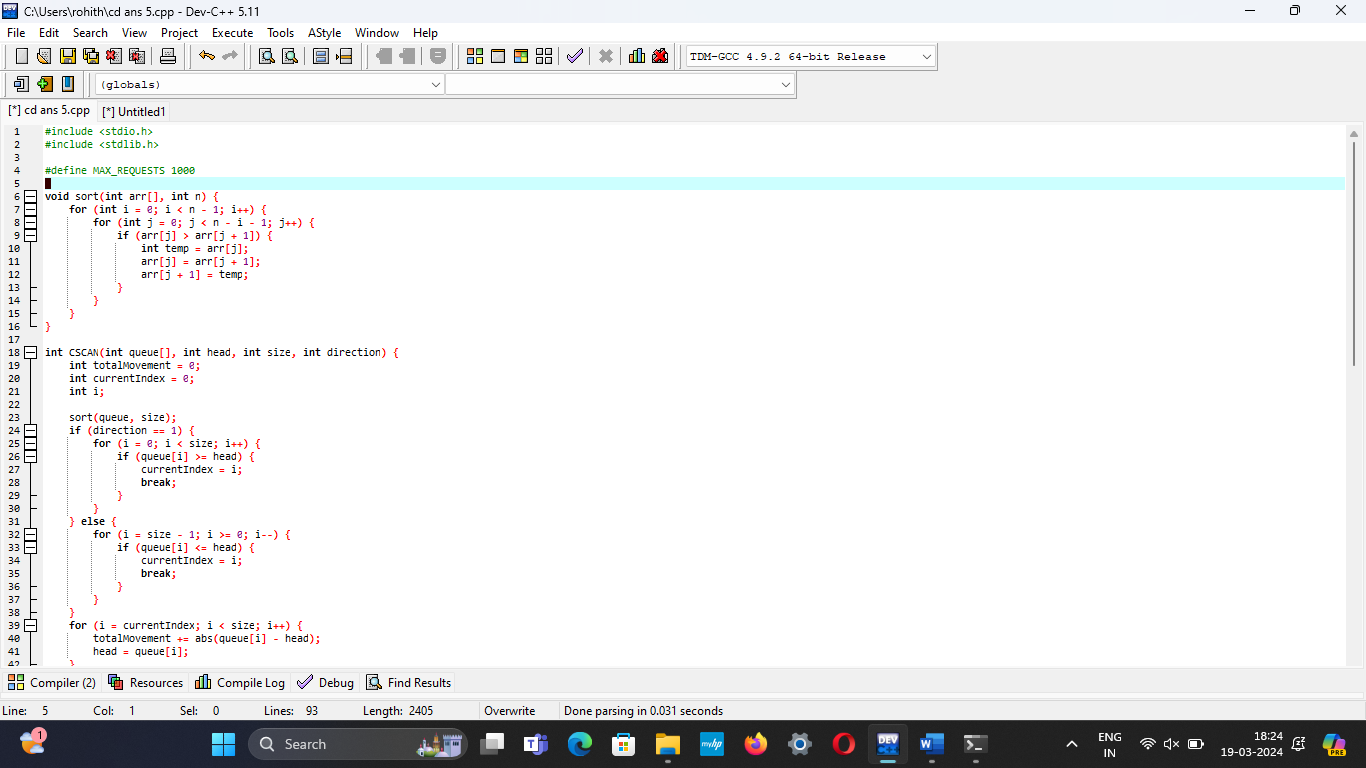 C:\Users\rohith\cd ans 5.cpp - Dev-C++ 5.11
File Edit Search View Project Execute Tools AStyle Window Help
TDM-GCC 4.9.2 64-bit Release
(globals)
[*] cd ans 5.cpp [*] Untitled1
1 #include <stdio.h>
2 #include <stdlib.h>
3
4 #define MAX_REQUESTS 1000
5
6 void sort(int arr[], int n) {
7 for (int i = 0; i < n - 1; i++) {
8 for (int j = 0; j < n - i - 1; j++) {
9 if (arr[j] > arr[j + 1]) {
10 int temp = arr[j];
11 arr[j] = arr[j + 1];
12 arr[j + 1] = temp;
13 }
14 }
15 }
16 }
17
18 int CSCAN(int queue[], int head, int size, int direction) {
19 int totalMovement = 0;
20 int currentIndex = 0;
21 int i;
22
23 sort(queue, size);
24 if (direction == 1) {
25 for (i = 0; i < size; i++) {
26 if (queue[i] >= head) {
27 currentIndex = i;
28 break;
29 }
30 }
31 } else {
32 for (i = size - 1; i >= 0; i--) {
33 if (queue[i] <= head) {
34 currentIndex = i;
35 break;
36 }
37 }
38 }
39 for (i = currentIndex; i < size; i++) {
40 totalMovement += abs(queue[i] - head);
41 head = queue[i];
42 }
Compiler (2) Resources Compile Log Debug Find Results
Line: 5 Col: 1 Sel: 0 Lines: 93 Length: 2405 Overwrite Done parsing in 0.031 seconds
1 Search DEV ENG 18:24
IN 19-03-2024 PRE